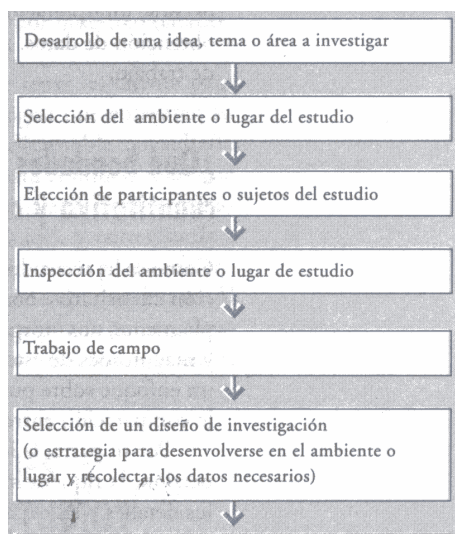 Desarrollo de una idea, tema o área a investigar
Selección del ambiente o lugar del estudio
Elección de participantes o sujetos del estudio
Inspección del ambiente o lugar de estudio
Trabajo de campo
Selección de un diseño de investigación
(o estrategia para desenvolverse en el ambiente o
lugar y recolectar los datos necesarios)